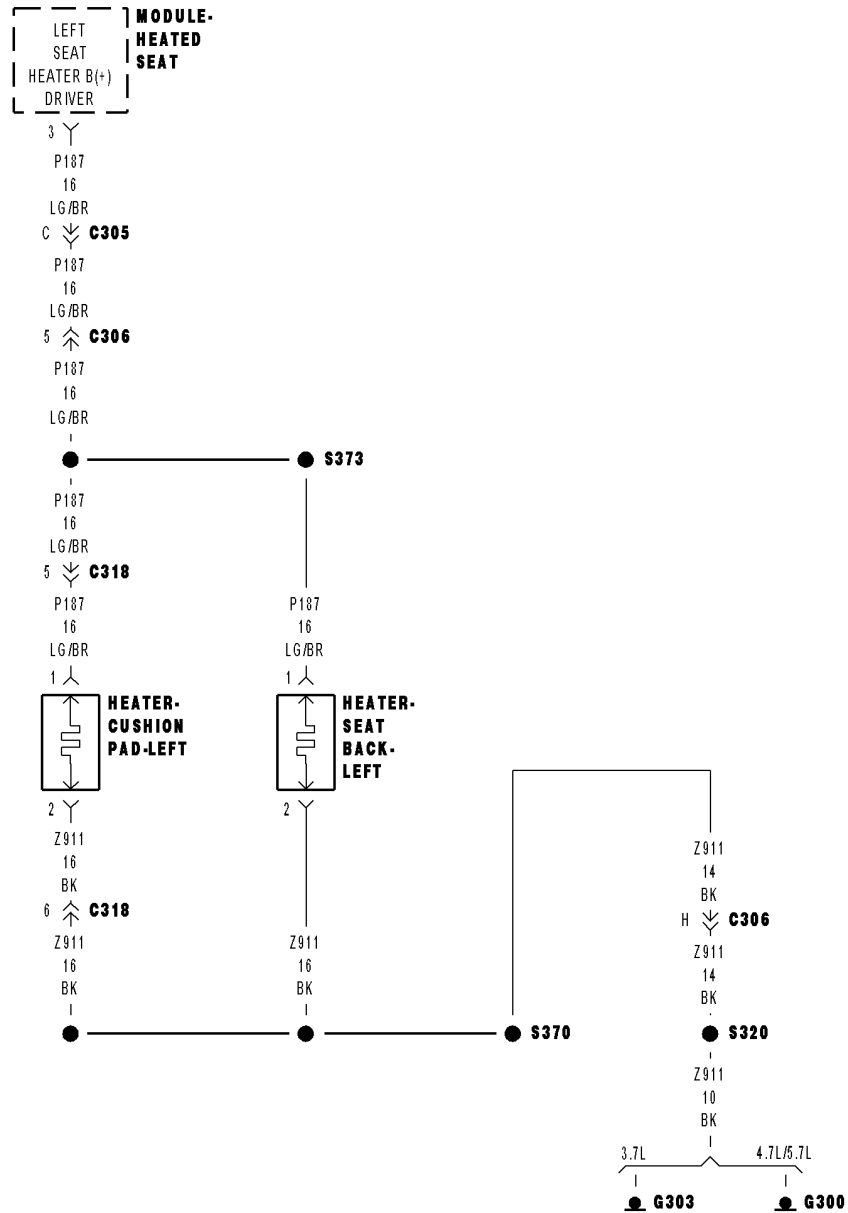 LEFT
SEAT
HEATER B(+)
DRIVER
MODULE-
HEATED
SEAT
3
P187
16
LG/BR
C
C305
P187
16
LG/BR
5
C306
P187
16
LG/BR
S373
P187
16
LG/BR
5
C318
P187
16
LG/BR
1
P187
16
LG/BR
1
HEATER-
CUSHION
PAD-LEFT
HEATER-
SEAT
BACK-
LEFT
2
2
Z911
16
BK
6
C318
Z911
16
BK
Z911
16
BK
S370
Z911
14
BK
H
C306
Z911
14
BK
S320
Z911
10
BK
3.7L
4.7L/5.7L
G303
G300